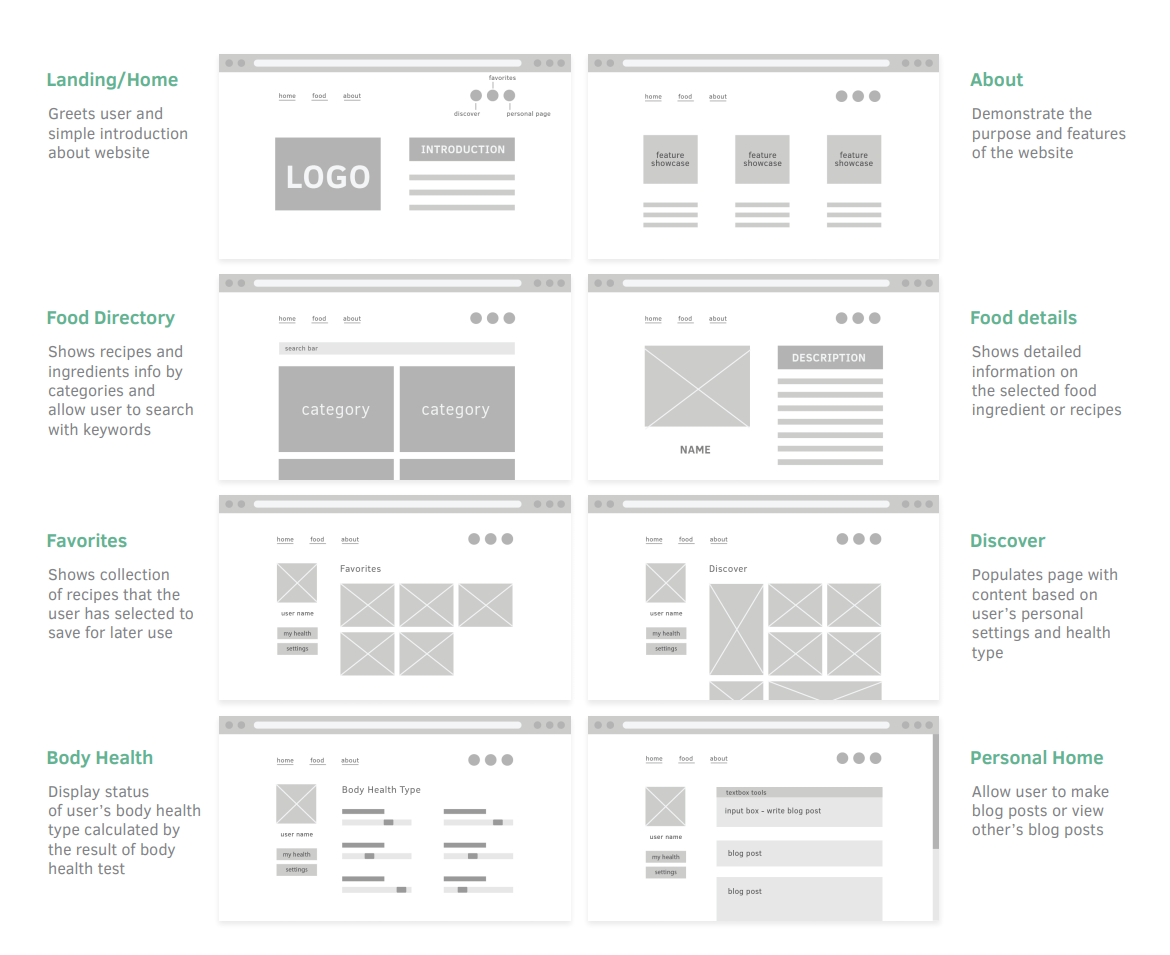 Landing/Home
Greets user and
simple introduction
about website
favorites
home food about
discover personal page
LOGO
INTRODUCTION
home food about
feature
showcase
feature
showcase
feature
showcase
About
Demonstrate the
purpose and features
of the website
Food Directory
Shows recipes and
ingredients info by
categories and
allow user to search
with keywords
home food about
search bar
category category
home food about
DESCRIPTION
NAME
Food details
Shows detailed
information on
the selected food
ingredient or recipes
Favorites
Shows collection
of recipes that the
user has selected to
save for later use
home food about
Favorites
user name
my health
settings
home food about
Discover
user name
my health
settings
Discover
Populates page with
content based on
user’s personal
settings and health
type
Body Health
Display status
of user’s body health
type calculated by
the result of body
health test
home food about
Body Health Type
user name
my health
settings
home food about
textbox tools
input box – write blog post
user name
my health
settings
blog post
blog post
Personal Home
Allow user to make
blog posts or view
other’s blog posts